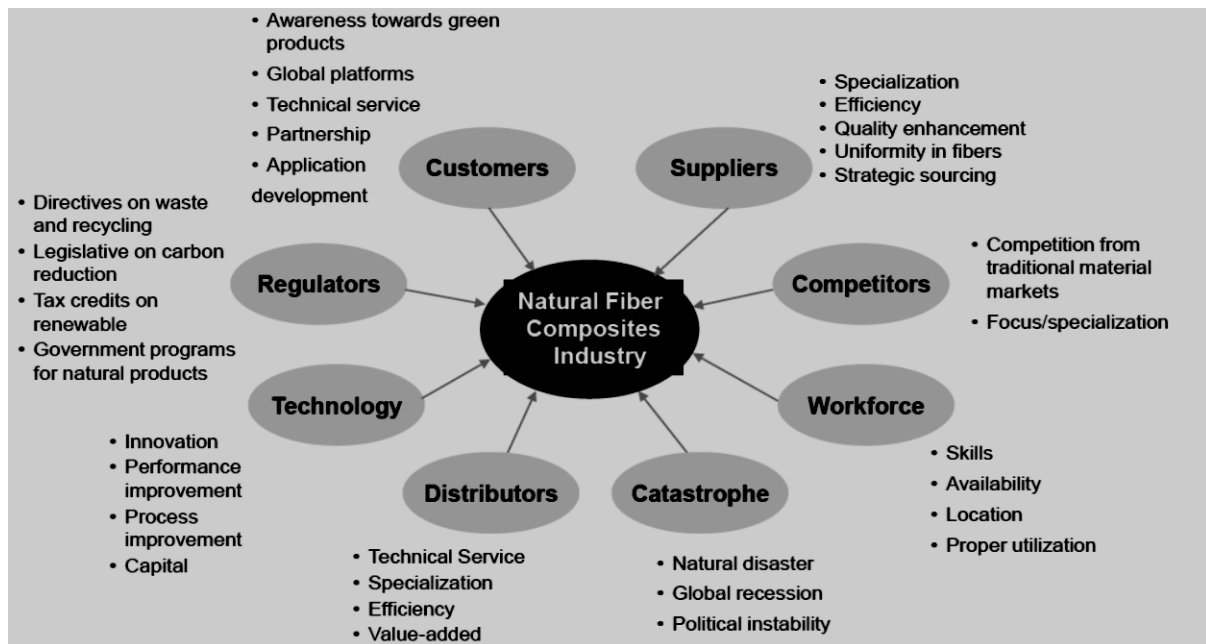 • Awareness towards green
products
• Global platforms
• Technical service
• Partnership
• Application
development
Customers
• Specialization
• Efficiency
• Quality enhancement
• Uniformity in fibers
• Strategic sourcing
Suppliers
• Directives on waste
and recycling
• Legislative on carbon
reduction
• Tax credits on
renewable
• Government programs
for natural products
Regulators
Natural Fiber
Composites
Industry
Competitors
• Competition from
traditional material
markets
• Focus/specialization
Technology
• Innovation
• Performance
improvement
• Process
improvement
• Capital
Distributors
• Technical Service
• Specialization
• Efficiency
• Value-added
Catastrophe
• Natural disaster
• Global recession
• Political instability
Workforce
• Skills
• Availability
• Location
• Proper utilization